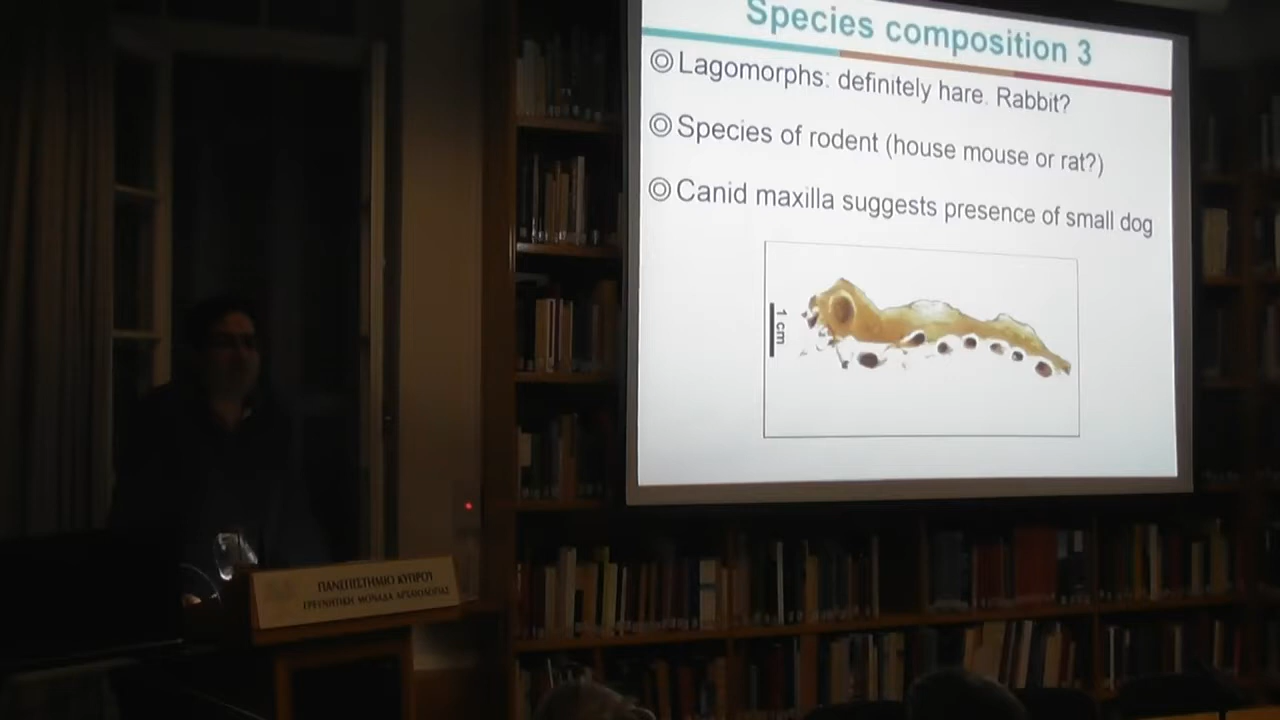 Species composition 3
Lagomorphs: definitely hare. Rabbit?
Species of rodent (house mouse or rat?)
Canid maxilla suggests presence of small dog
1 cm
ΠΑΝΕΠΙΣΤΗΜΙΟ ΚΥΠΡΟΥ
ΕΡΕΥΝΗΤΙΚΗ ΜΟΝΑΔΑ ΑΡΧΑΙΟΛΟΓΙΑΣ